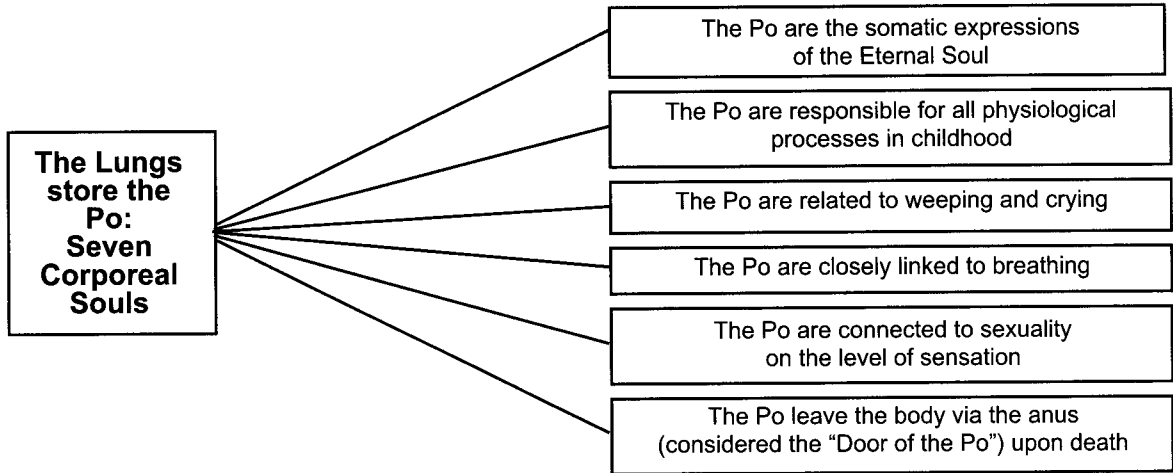 The Lungs
store the
Po:
Seven
Corporeal
Souls
The Po are the somatic expressions
of the Eternal Soul
The Po are responsible for all physiological
processes in childhood
The Po are related to weeping and crying
The Po are closely linked to breathing
The Po are connected to sexuality
on the level of sensation
The Po leave the body via the anus
(considered the “Door of the Po”) upon death